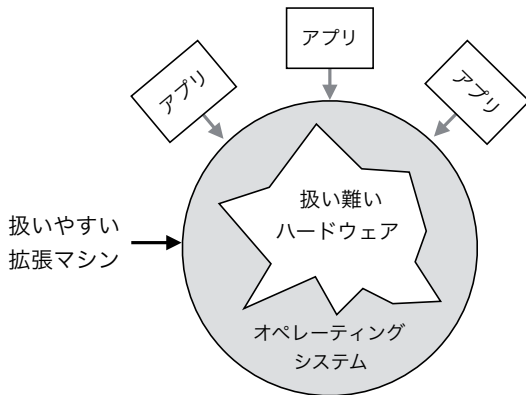 アプリ
アプリ
アプリ
扱い難い
ハードウェア
扱いやすい
拡張マシン
オペレーティング
システム